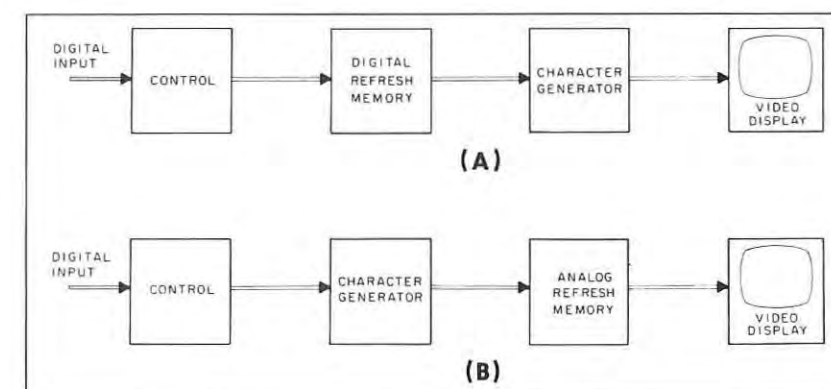 DIGITAL
INPUT
CONTROL
DIGITAL
REFRESH
MEMORY
CHARACTER
GENERATOR
VIDEO
DISPLAY
(A)
DIGITAL
INPUT
CONTROL
CHARACTER
GENERATOR
ANALOG
REFRESH
MEMORY
VIDEO
DISPLAY
(B)